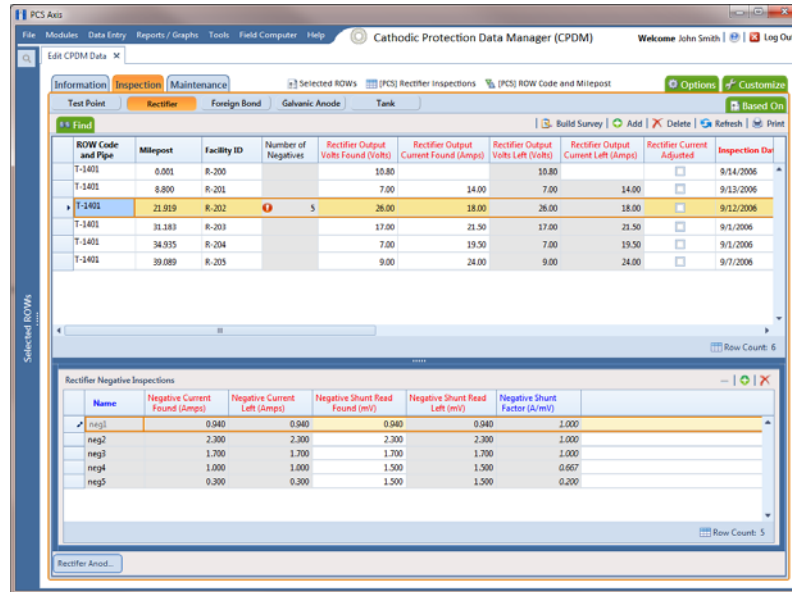 PCS Axis
File Modules Data Entry Reports / Graphs Tools Field Computer Help Cathodic Protection Data Manager (CPDM) Welcome John Smith Log Out
Edit CPDM Data
Information Inspection Maintenance Selected ROWs [PCS] Rectifier Inspections [PCS] ROW Code and Milepost Options Customize
Test Point Rectifier Foreign Bond Galvanic Anode Tank Based On
Find Build Survey Add Delete Refresh Print
ROW Code and Pipe Milepost Facility ID Number of Negatives Rectifier Output Volts Found (Volts) Rectifier Output Current Found (Amps) Rectifier Output Volts Left (Volts) Rectifier Output Current Left (Amps) Rectifier Current Adjusted Inspection Dat
T-1401 0.001 R-200 10.80 10.80 9/14/2006
T-1401 8.800 R-201 7.00 14.00 7.00 14.00 9/13/2006
T-1401 21.919 R-202 5 26.00 18.00 26.00 18.00 9/12/2006
T-1401 31.183 R-203 17.00 21.50 17.00 21.50 9/1/2006
T-1401 34.935 R-204 7.00 19.50 7.00 19.50 9/1/2006
T-1401 39.089 R-205 9.00 24.00 9.00 24.00 9/7/2006
Selected ROWs
Row Count: 6
Rectifier Negative Inspections
Name Negative Current Found (Amps) Negative Current Left (Amps) Negative Shunt Read Found (mV) Negative Shunt Read Left (mV) Negative Shunt Factor (A/mV)
neg1 0.940 0.940 0.940 0.940 1.000
neg2 2.300 2.300 2.300 2.300 1.000
neg3 1.700 1.700 1.700 1.700 1.000
neg4 1.000 1.000 1.500 1.500 0.667
neg5 0.300 0.300 1.500 1.500 0.200
Row Count: 5
Rectifer Anod...